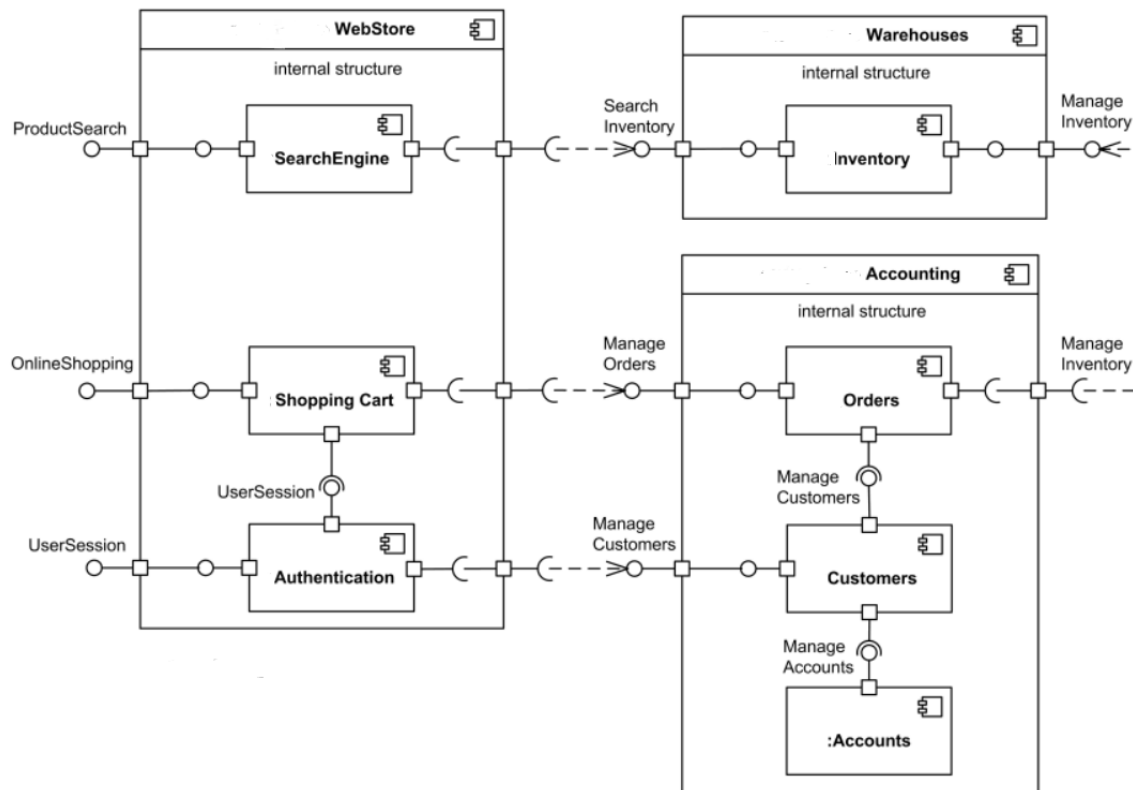 WebStore
internal structure
ProductSearch
SearchEngine
Search
Inventory
Warehouses
internal structure
Inventory
Manage
Inventory
Accounting
internal structure
OnlineShopping
Shopping Cart
Manage
Orders
Orders
Manage
Inventory
UserSession
Manage
Customers
UserSession
Authentication
Manage
Customers
Customers
Manage
Accounts
:Accounts